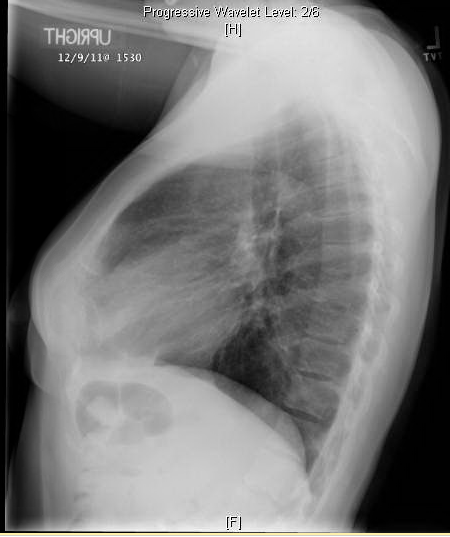 Progressive Wavelet Level: 2/6
[H]
UPRIGHT
L
12/9/11@ 1530
[F]